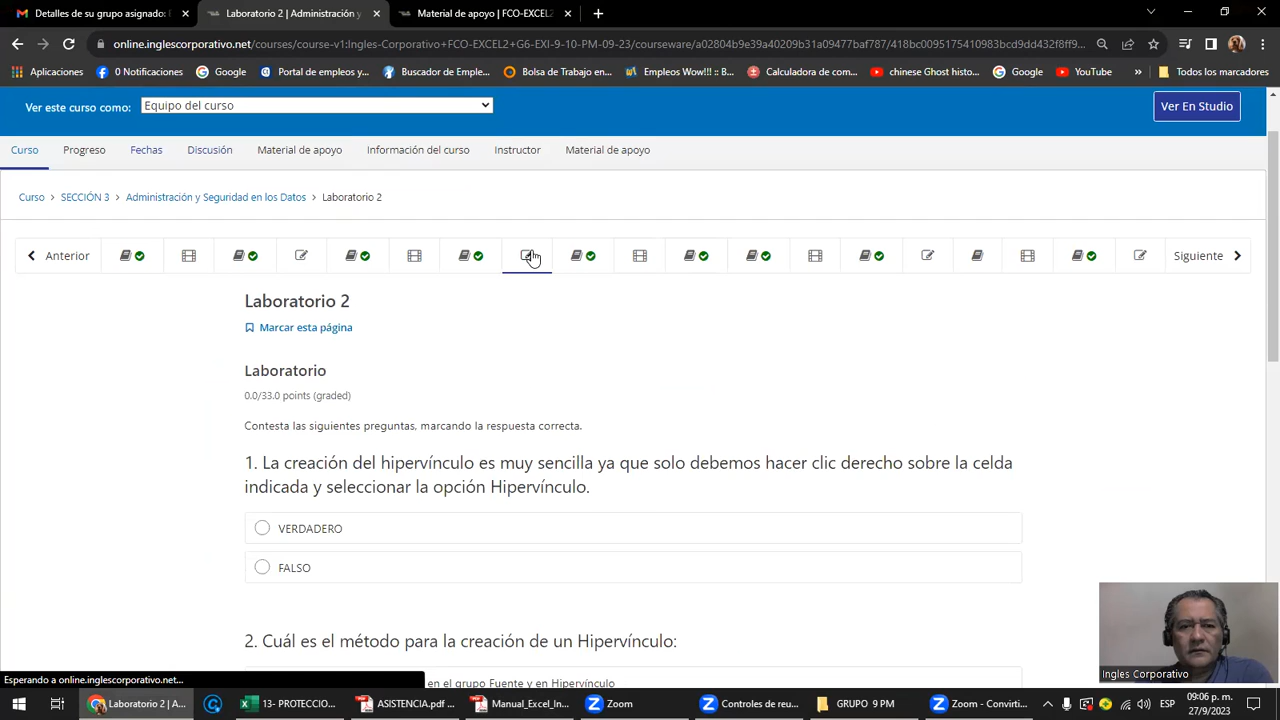 Detalles de su grupo asignado:
Laboratorio 2 | Administración y
Material de apoyo | FCO-EXCEL2
online.inglescorporativo.net/courses/course-v1:Ingles-Corporativo+FCO-EXCEL2+G6-EXI-9-10-PM-09-23/courseware/a02804b9e39a40209b31a09477baf787/418bc0095175410983bcd9dd432f8ff9...
Aplicaciones
0 Notificaciones
Google
Portal de empleos y...
Buscador de Emple...
Bolsa de Trabajo en...
Empleos Wow!!! :: B...
Calculadora de com...
chinese Ghost histo...
Google
YouTube
»
Todos los marcadores
Ver este curso como:
Equipo del curso
Ver En Studio
Curso
Progreso
Fechas
Discusión
Material de apoyo
Información del curso
Instructor
Material de apoyo
Curso > SECCIÓN 3 > Administración y Seguridad en los Datos > Laboratorio 2
Anterior
Siguiente
Laboratorio 2
Marcar esta página
Laboratorio
0.0/33.0 points (graded)
Contesta las siguientes preguntas, marcando la respuesta correcta.
1. La creación del hipervínculo es muy sencilla ya que solo debemos hacer clic derecho sobre la celda
indicada y seleccionar la opción Hipervínculo.
VERDADERO
FALSO
2. Cuál es el método para la creación de un Hipervínculo:
en el grupo Fuente y en Hipervínculo
Ingles Corporativo
Esperando a online.inglescorporativo.net...
Laboratorio 2 | A...
13- PROTECCIO...
ASISTENCIA.pdf ...
Manual_Excel_In...
Zoom
Controles de reu...
GRUPO 9 PM
Zoom - Convirti...
ESP
09:06 p. m.
27/9/2023